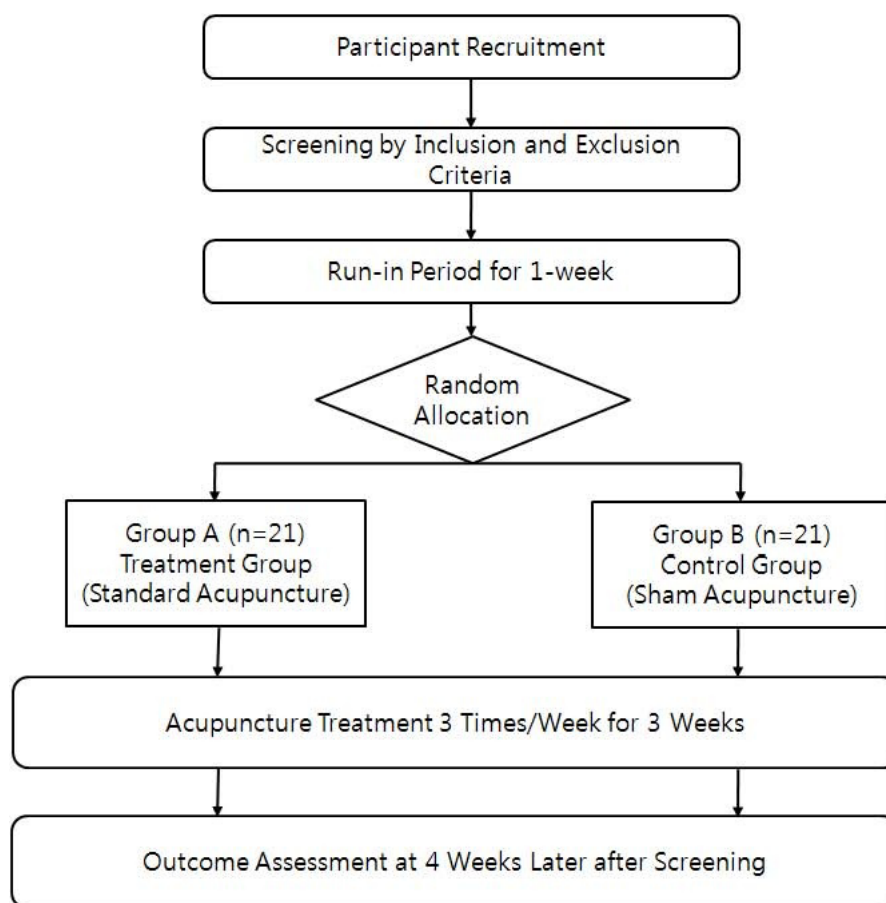 Participant Recruitment
Screening by Inclusion and Exclusion
Criteria
Run-in Period for 1-week
Random
Allocation
Group A (n=21)
Treatment Group
(Standard Acupuncture)
Group B (n=21)
Control Group
(Sham Acupuncture)
Acupuncture Treatment 3 Times/Week for 3 Weeks
Outcome Assessment at 4 Weeks Later after Screening